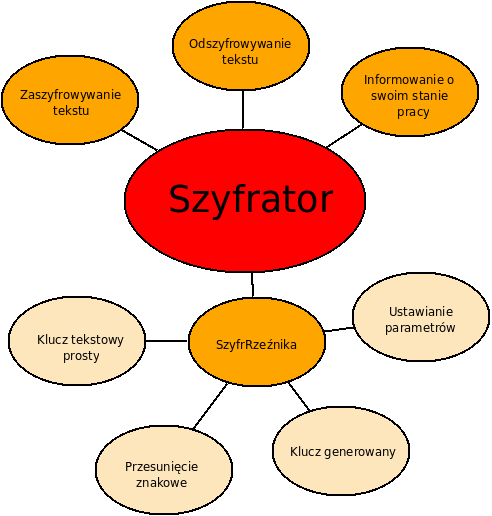 Odszyfrowywanie
tekstu
Zaszyfrowywanie
tekstu
Informowanie o
swoim stanie
pracy
Szyfrator
SzyfrRzeźnika
Ustawianie
parametrów
Klucz tekstowy
prosty
Klucz generowany
Przesunięcie
znakowe